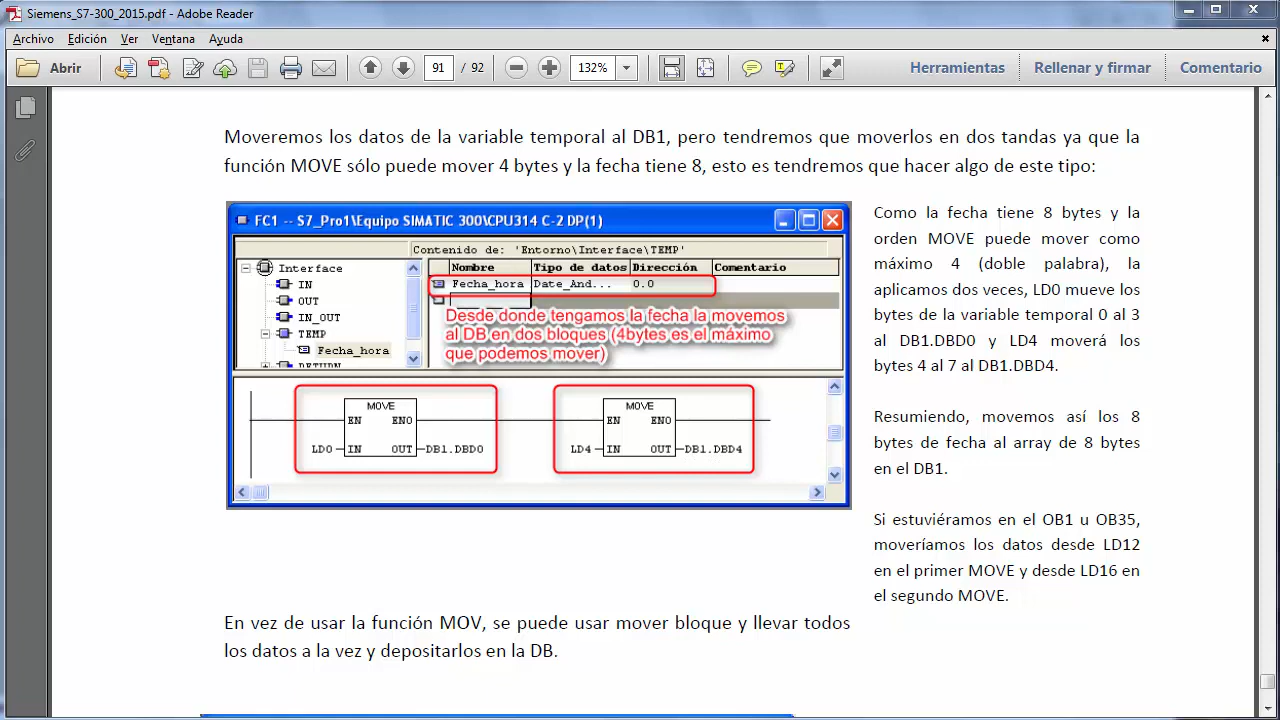 Siemens_S7-300_2015.pdf - Adobe Reader
Archivo Edición Ver Ventana Ayuda
Abrir 91 / 92 132% Herramientas Rellenar y firmar Comentario
Moveremos los datos de la variable temporal al DB1, pero tendremos que moverlos en dos tandas ya que la
función MOVE sólo puede mover 4 bytes y la fecha tiene 8, esto es tendremos que hacer algo de este tipo:
FC1 -- S7_Pro1\Equipo SIMATIC 300\CPU314 C-2 DP(1)
Contenido de: 'Entorno\Interface\TEMP'
Interface
IN
OUT
IN_OUT
TEMP
Fecha_hora
RETURN
Nombre Tipo de datos Dirección Comentario
Fecha_hora Date_And... 0.0
Desde donde tengamos la fecha la movemos
al DB en dos bloques (4bytes es el máximo
que podemos mover)
MOVE
EN ENO
LD0 IN OUT DB1.DBD0
MOVE
EN ENO
LD4 IN OUT DB1.DBD4
Como la fecha tiene 8 bytes y la
orden MOVE puede mover como
máximo 4 (doble palabra), la
aplicamos dos veces, LD0 mueve los
bytes de la variable temporal 0 al 3
al DB1.DBD0 y LD4 moverá los
bytes 4 al 7 al DB1.DBD4.
Resumiendo, movemos así los 8
bytes de fecha al array de 8 bytes
en el DB1.
Si estuviéramos en el OB1 u OB35,
moveríamos los datos desde LD12
en el primer MOVE y desde LD16 en
el segundo MOVE.
En vez de usar la función MOV, se puede usar mover bloque y llevar todos
los datos a la vez y depositarlos en la DB.